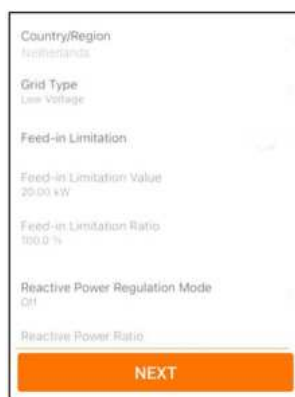 Country/Region
Netherlands
Grid Type
Low Voltage
Feed-in Limitation
Feed-in Limitation Value
20.00 kW
Feed-in Limitation Ratio
100.0 %
Reactive Power Regulation Mode
Off
Reactive Power Ratio
NEXT